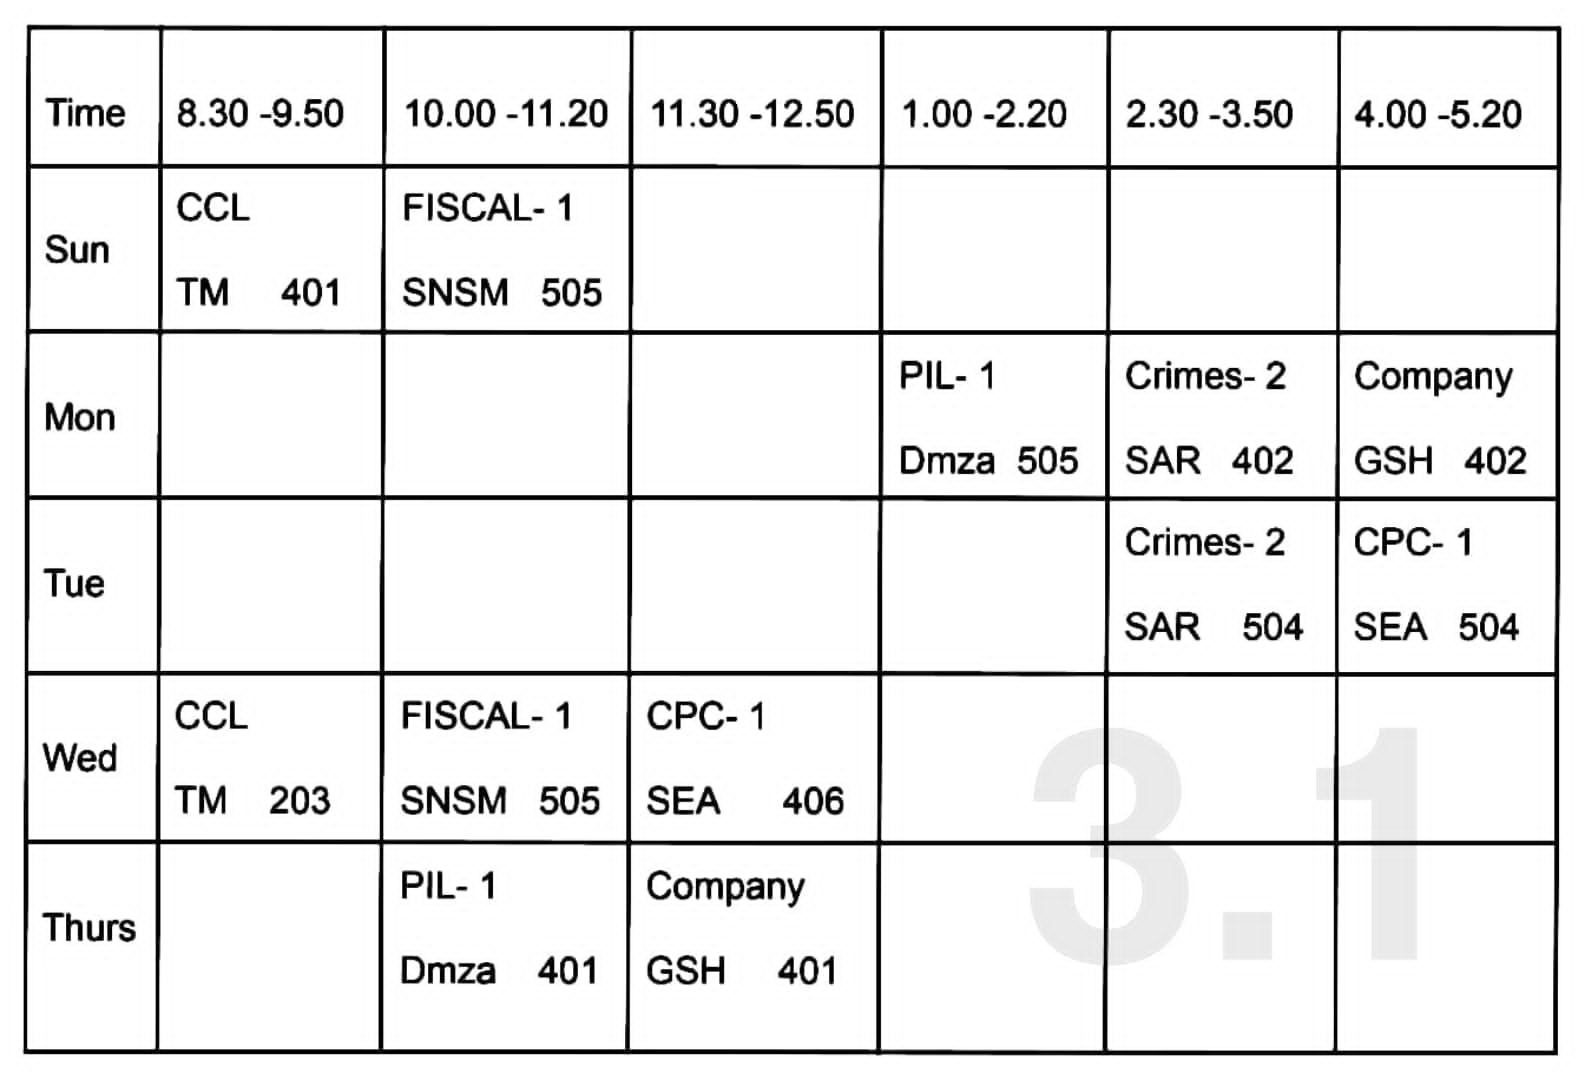 Time 8.30 -9.50 10.00 -11.20 11.30 -12.50 1.00 -2.20 2.30 -3.50 4.00 -5.20
Sun
CCL
TM 401
FISCAL- 1
SNSM 505
Mon
PIL- 1
Dmza 505
Crimes- 2
SAR 402
Company
GSH 402
Tue
Crimes- 2
SAR 504
CPC- 1
SEA 504
Wed
CCL
TM 203
FISCAL- 1
SNSM 505
CPC- 1
SEA 406
Thurs
PIL- 1
Dmza 401
Company
GSH 401
3.1